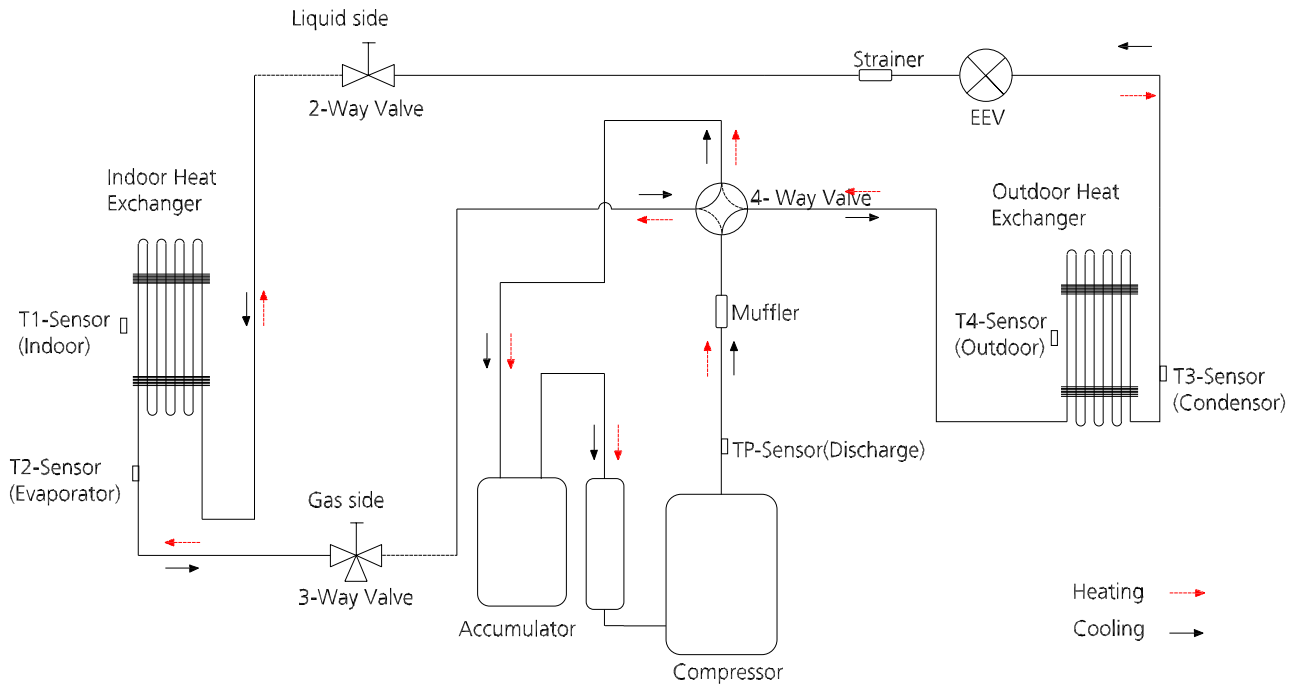 Liquid side
2-Way Valve
Strainer
EEV
Indoor Heat
Exchanger
4- Way Valve
Outdoor Heat
Exchanger
T1-Sensor
(Indoor)
Muffler
T4-Sensor
(Outdoor)
T3-Sensor
(Condensor)
T2-Sensor
(Evaporator)
TP-Sensor(Discharge)
Gas side
3-Way Valve
Accumulator
Compressor
Heating
Cooling